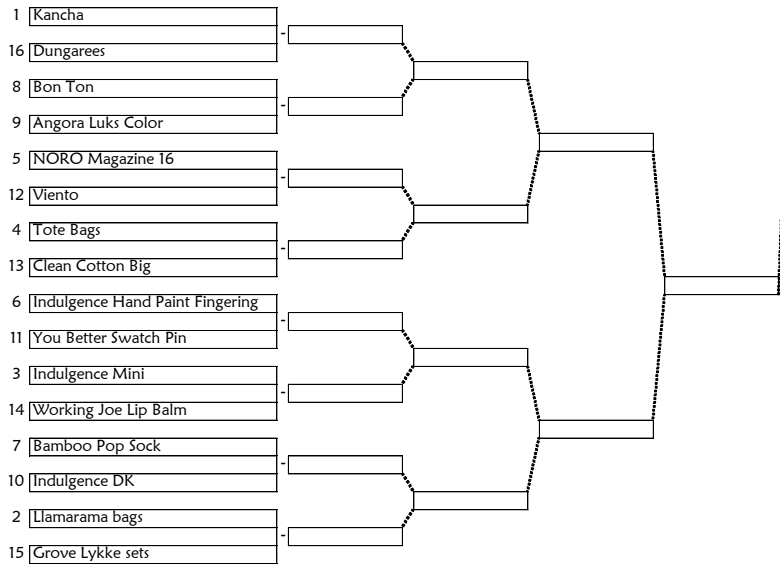 1 Kancha
-
16 Dungarees
8 Bon Ton
-
9 Angora Luks Color
5 NORO Magazine 16
-
12 Viento
4 Tote Bags
-
13 Clean Cotton Big
6 Indulgence Hand Paint Fingering
-
11 You Better Swatch Pin
3 Indulgence Mini
-
14 Working Joe Lip Balm
7 Bamboo Pop Sock
-
10 Indulgence DK
2 Llamarama bags
-
15 Grove Lykke sets